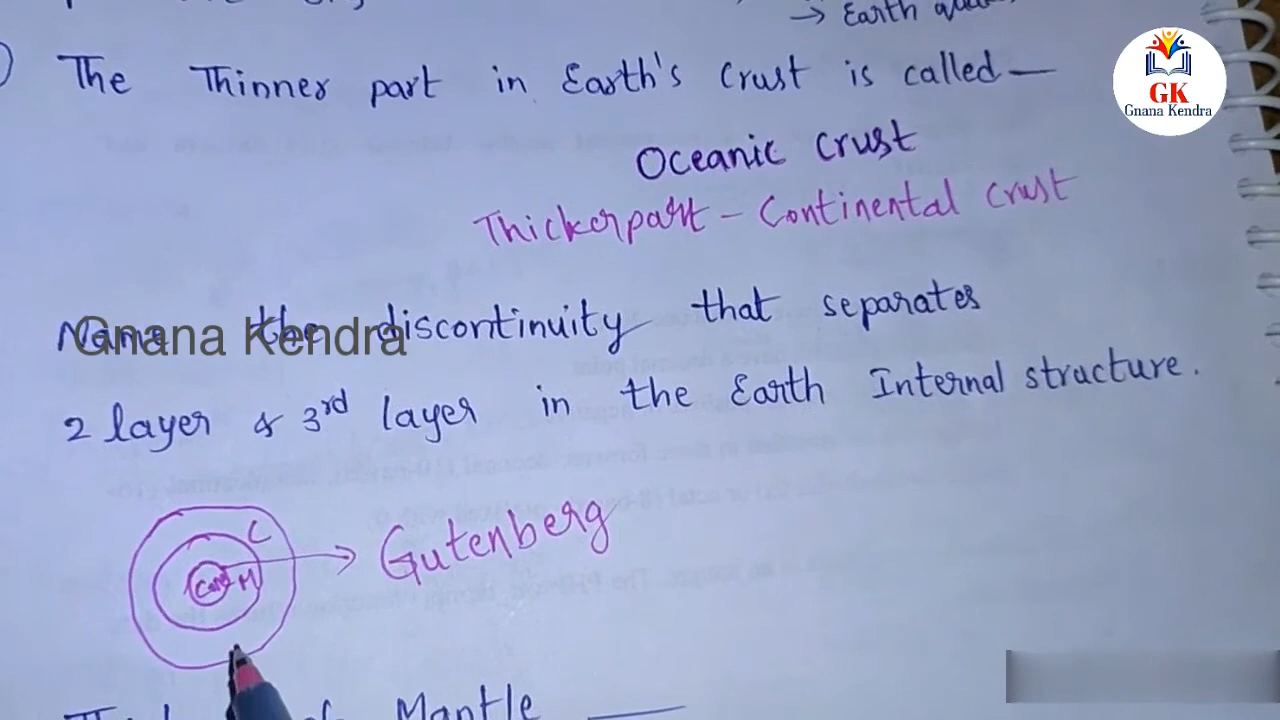 → Earth
The Thinner part in Earth's crust is called —
Oceanic crust
Thickerpart – Continental crust
Name the discontinuity that separates
Gnana Kendra
2 layer & 3rd layer in the Earth Internal structure.
C
Gutenberg
Core M
Mantle
GK
Gnana Kendra